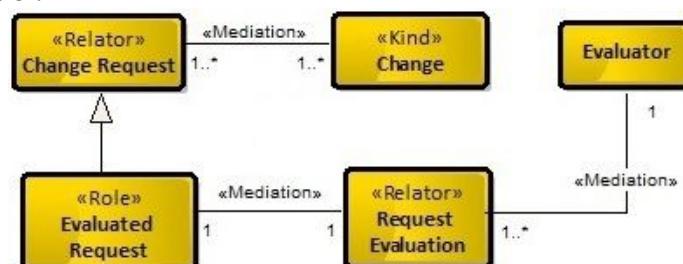 «Relator»
Change Request
«Mediation»
1..*
1..*
«Kind»
Change
Evaluator
1
«Mediation»
«Role»
Evaluated
Request
«Mediation»
1
1
«Relator»
Request
Evaluation
1..*